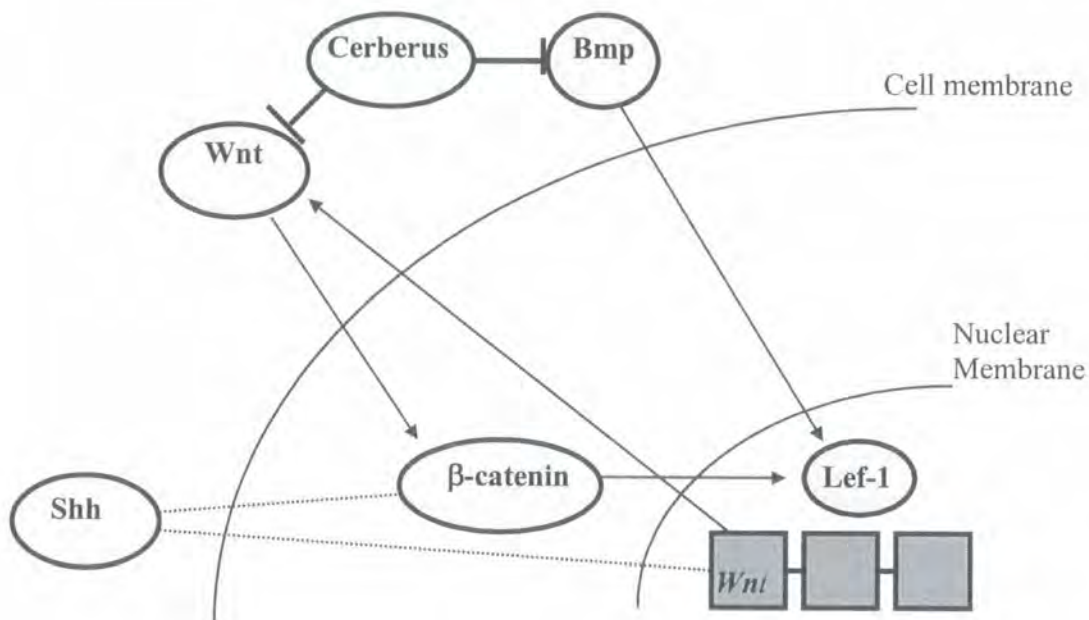 Cerberus
Bmp
Cell membrane
Wnt
Nuclear
Membrane
β-catenin
Lef-1
Shh
Wnt